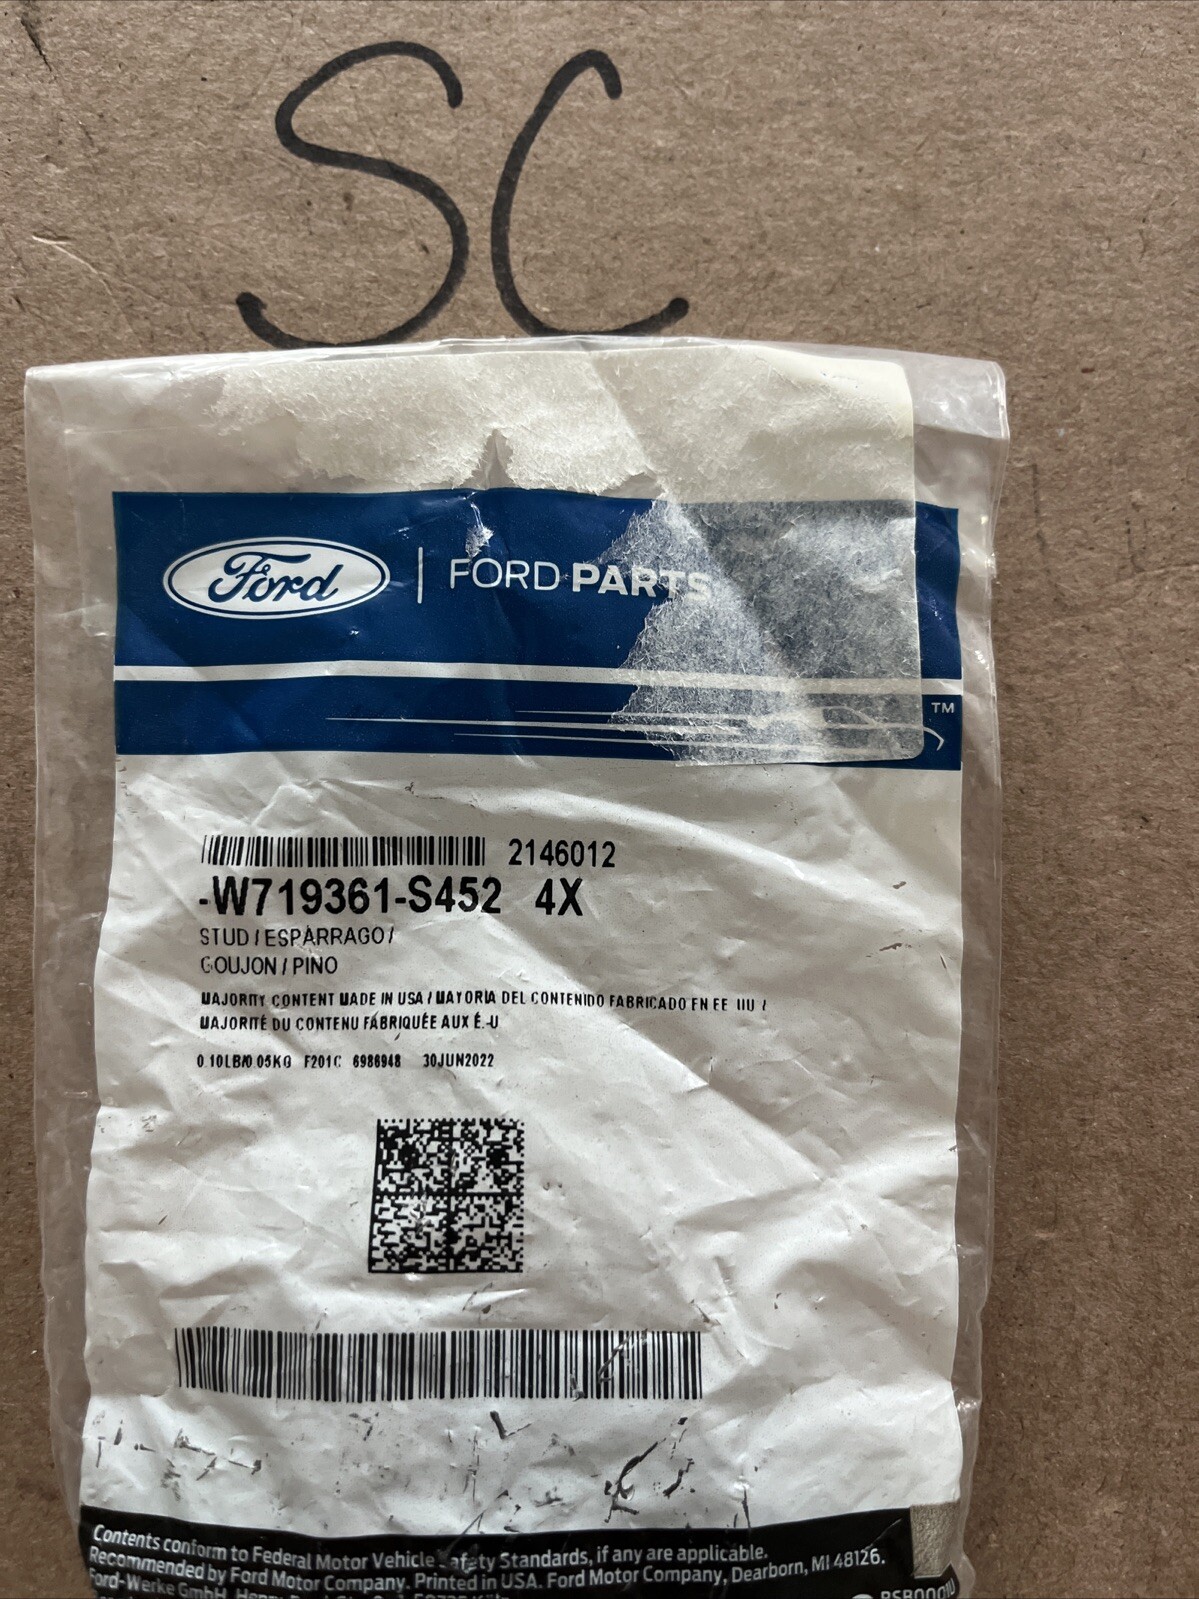 SC
Ford | FORD PARTS
TM
2146012
-W719361-S452 4X
STUD / ESPARRAGO /
GOUJON / PINO
MAJORITY CONTENT MADE IN USA / MAYORIA DEL CONTENIDO FABRICADO EN EE UU /
MAJORITÉ DU CONTENU FABRIQUÉE AUX É.-U
0.10LB/0.05KG F201C 6986948 30JUN2022
Contents conform to Federal Motor Vehicle Safety Standards, if any are applicable.
Recommended by Ford Motor Company. Printed in USA. Ford Motor Company, Dearborn, MI 48126.
Ford-Werke GmbH, Henry